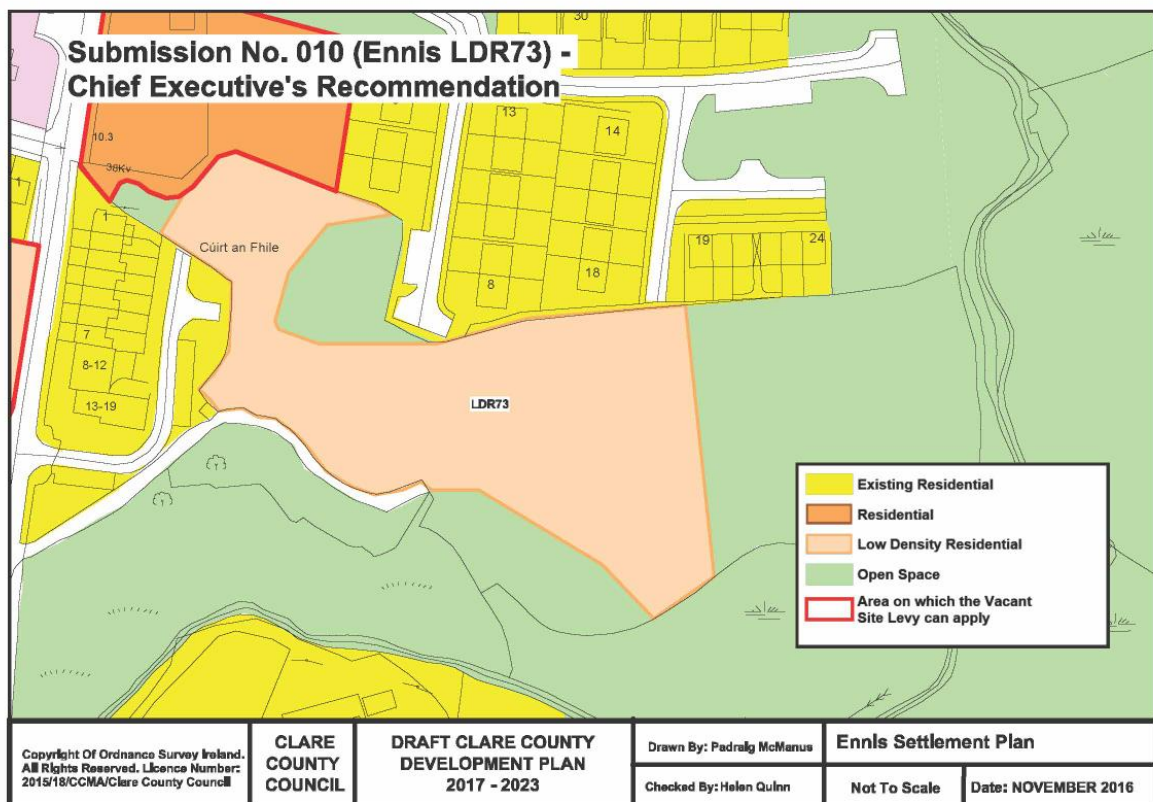 30
Submission No. 010 (Ennis LDR73) -
Chief Executive's Recommendation
13
14
10.3
38Kv
1
1
Cúirt an Fhile
19
24
8
18
7
8-12
13-19
LDR73
Existing Residential
Residential
Low Density Residential
Open Space
Area on which the Vacant
Site Levy can apply
Copyright Of Ordnance Survey Ireland.
All Rights Reserved. Licence Number:
2015/18/CCMA/Clare County Council
CLARE
COUNTY
COUNCIL
DRAFT CLARE COUNTY
DEVELOPMENT PLAN
2017 - 2023
Drawn By: Padraig McManus
Checked By: Helen Quinn
Ennis Settlement Plan
Not To Scale
Date: NOVEMBER 2016